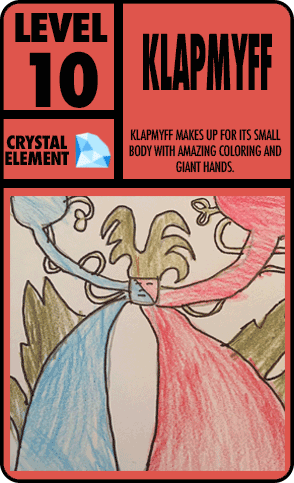 LEVEL
10
KLAPMYFF
CRYSTAL
ELEMENT
KLAPMYFF MAKES UP FOR ITS SMALL
BODY WITH AMAZING COLORING AND
GIANT HANDS.